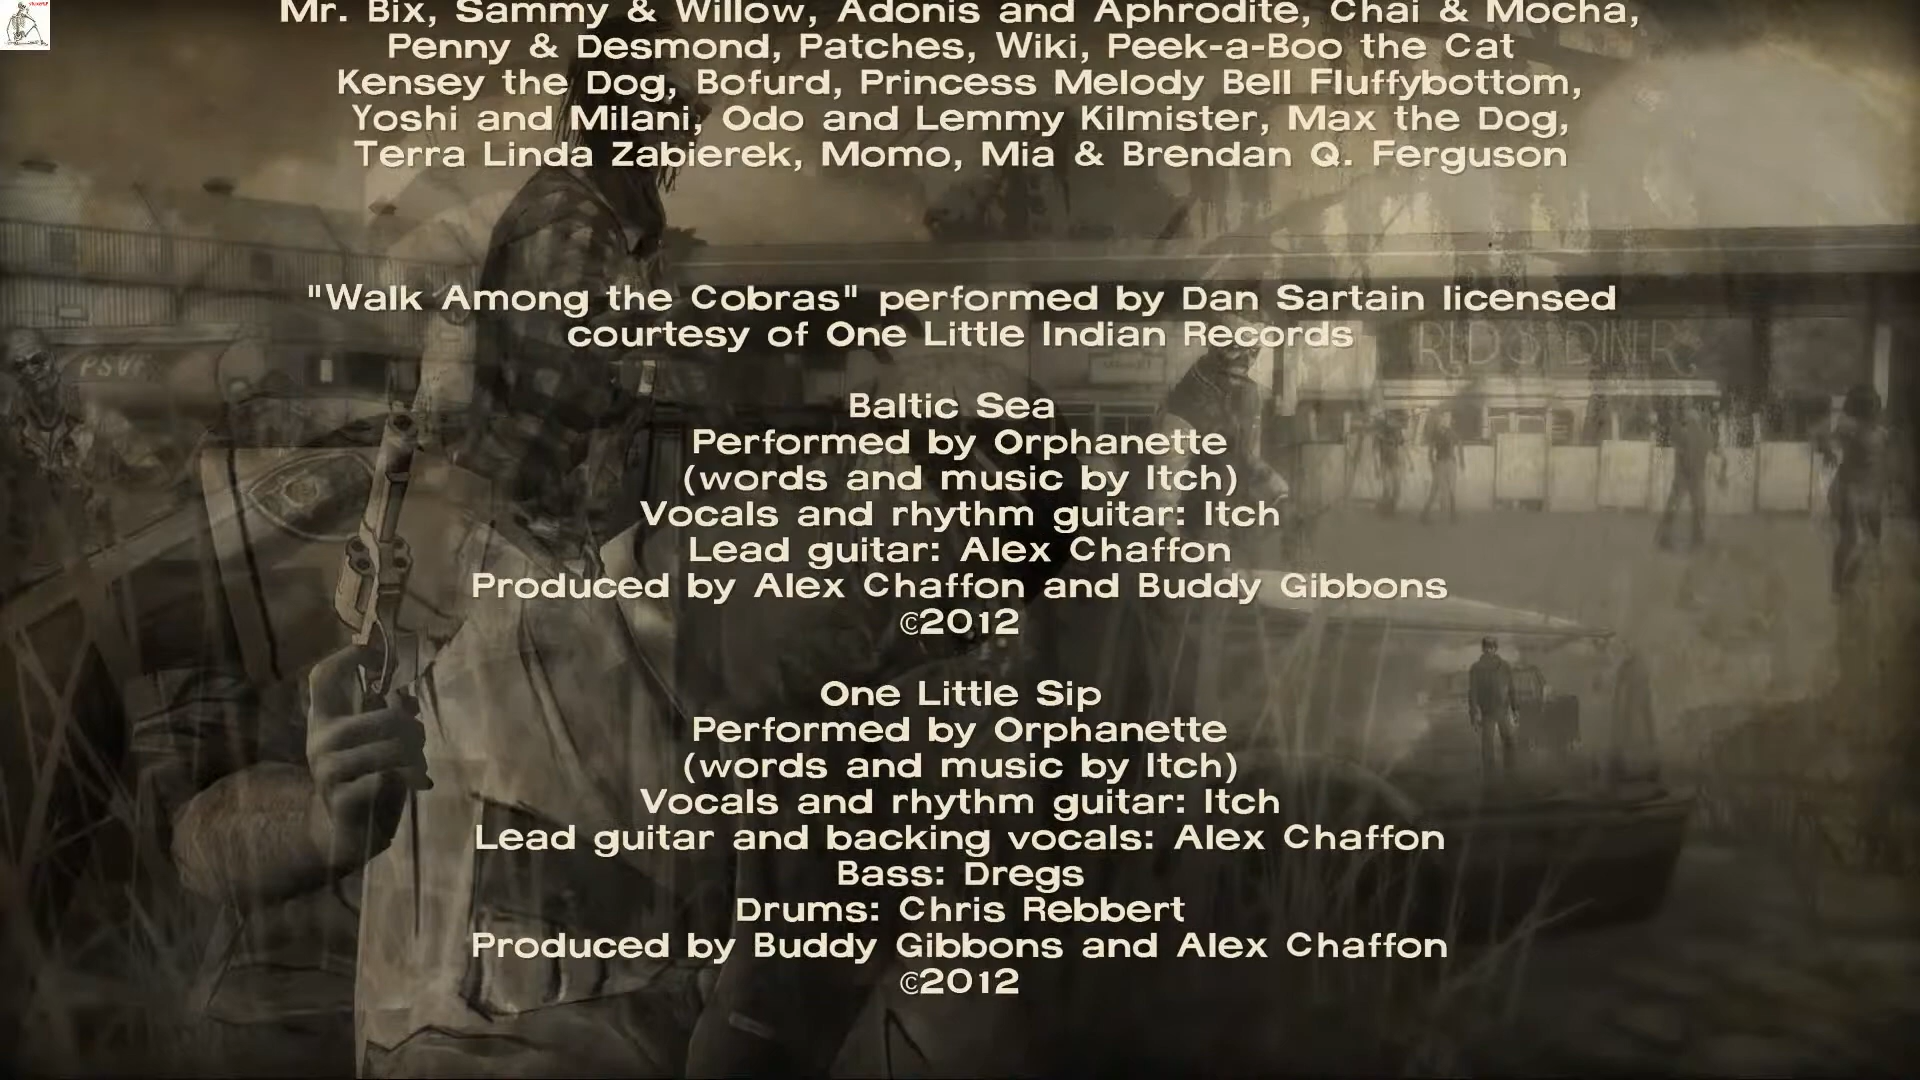 Mr. Bix, Sammy & Willow, Adonis and Aphrodite, Chai & Mocha,
Penny & Desmond, Patches, Wiki, Peek-a-Boo the Cat
Kensey the Dog, Bofurd, Princess Melody Bell Fluffybottom,
Yoshi and Milani, Odo and Lemmy Kilmister, Max the Dog,
Terra Linda Zabierek, Momo, Mia & Brendan Q. Ferguson
"Walk Among the Cobras" performed by Dan Sartain licensed
courtesy of One Little Indian Records
RED'S DINER
PSVF
Baltic Sea
Performed by Orphanette
(words and music by Itch)
Vocals and rhythm guitar: Itch
Lead guitar: Alex Chaffon
Produced by Alex Chaffon and Buddy Gibbons
©2012
One Little Sip
Performed by Orphanette
(words and music by Itch)
Vocals and rhythm guitar: Itch
Lead guitar and backing vocals: Alex Chaffon
Bass: Dregs
Drums: Chris Rebbert
Produced by Buddy Gibbons and Alex Chaffon
©2012